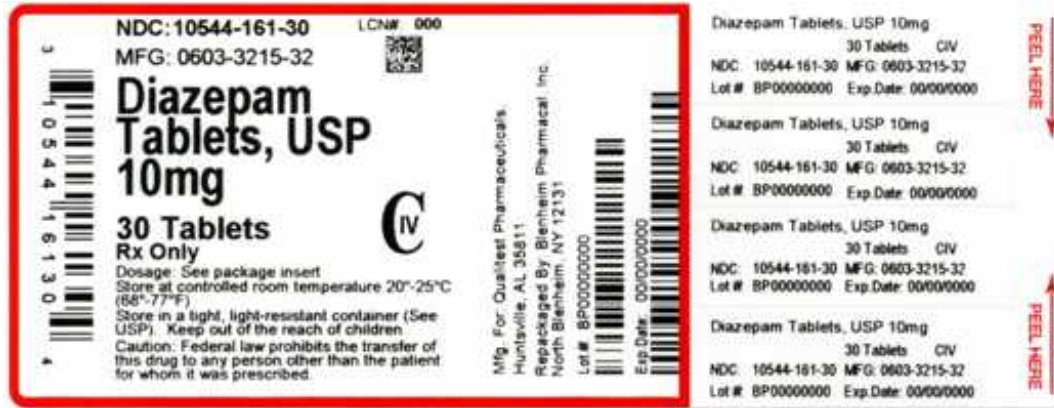 NDC: 10544-161-30
LCN# 000
MFG: 0603-3215-32
Diazepam
Tablets, USP
10mg
30 Tablets
CIV
Rx Only
Dosage: See package insert
Store at controlled room temperature 20°-25°C
(68°-77°F)
Store in a tight, light-resistant container (See
USP). Keep out of the reach of children
Caution: Federal law prohibits the transfer of
this drug to any person other than the patient
for whom it was prescribed.
3 10544 16130 4
Mfg. For Qualitest Pharmaceuticals.
Huntsville, AL 35811
Repackaged By: Blenheim Pharmacal, Inc.
North Blenheim, NY 12131
Lot # BP00000000
Exp Date: 00/00/0000
Diazepam Tablets, USP 10mg
30 Tablets CIV
NDC: 10544-161-30 MFG: 0603-3215-32
Lot # BP00000000 Exp.Date: 00/00/0000
Diazepam Tablets, USP 10mg
30 Tablets CIV
NDC: 10544-161-30 MFG: 0603-3215-32
Lot # BP00000000 Exp.Date: 00/00/0000
Diazepam Tablets, USP 10mg
30 Tablets CIV
NDC: 10544-161-30 MFG: 0603-3215-32
Lot # BP00000000 Exp.Date: 00/00/0000
Diazepam Tablets, USP 10mg
30 Tablets CIV
NDC: 10544-161-30 MFG: 0603-3215-32
Lot # BP00000000 Exp.Date: 00/00/0000
PEEL HERE
PEEL HERE